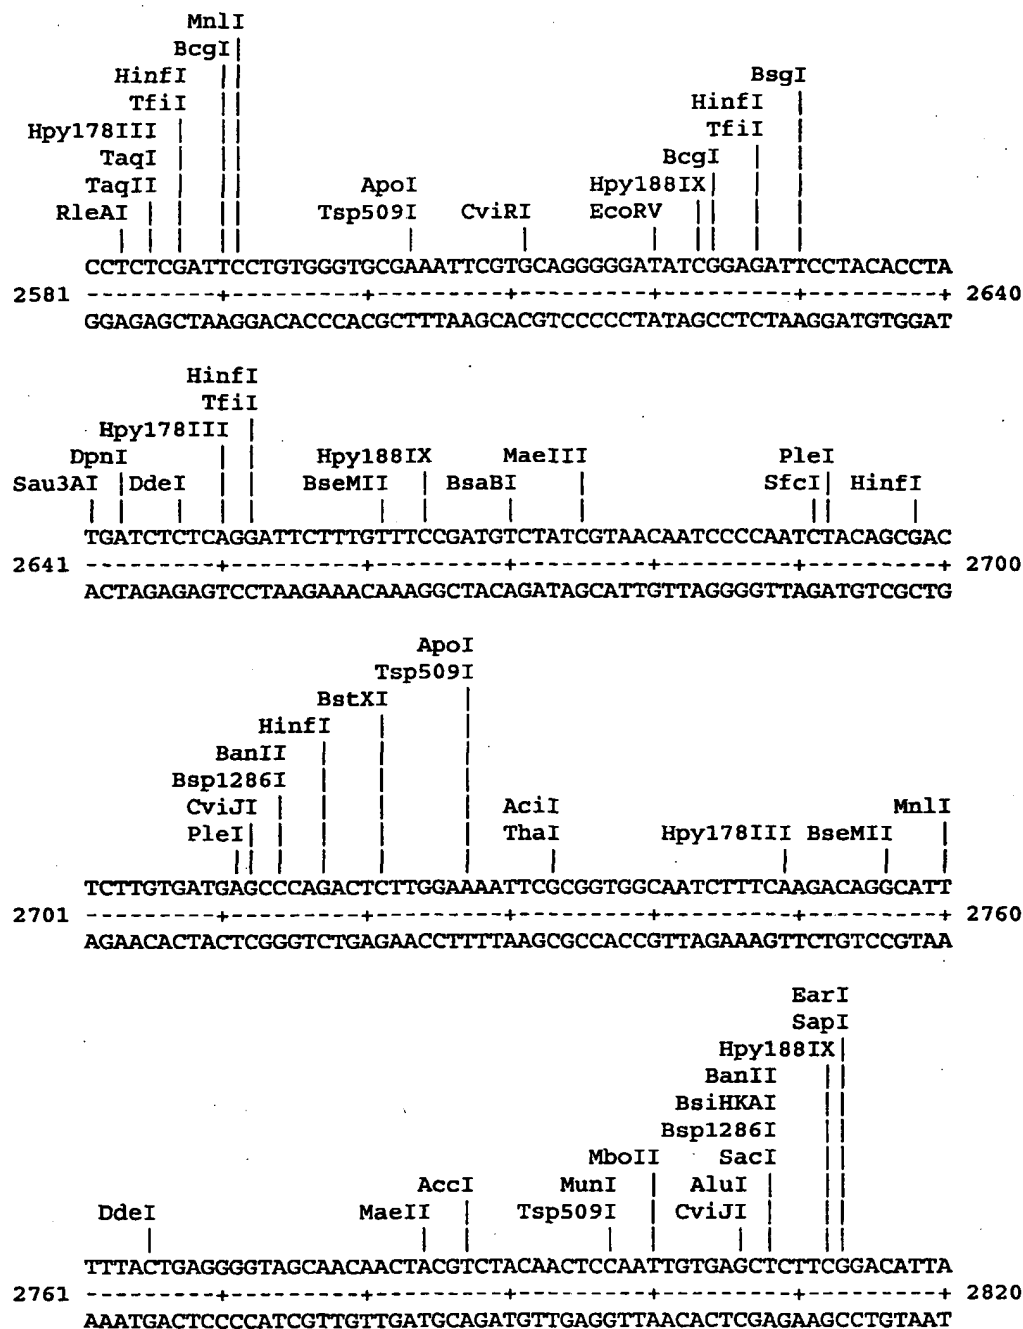 MnlI
BcgI
HinfI BsgI
TfiI HinfI
Hpy178III TfiI
TaqI BcgI
TaqII ApoI Hpy188IX
RleAI Tsp509I CviRI EcoRV
CCTCTCGATTCCTGTGGGTGCGAAATTCGTGCAGGGGGATATCGGAGATTCCTACACCTA
2581 ---------+---------+---------+---------+---------+---------+ 2640
GGAGAGCTAAGGACACCCACGCTTTAAGCACGTCCCCCTATAGCCTCTAAGGATGTGGAT
HinfI
TfiI
Hpy178III
DpnI Hpy188IX MaeIII PleI
Sau3AI DdeI BseMII BsaBI SfcI HinfI
TGATCTCTCAGGATTCTTTGTTTCCGATGTCTATCGTAACAATCCCCAATCTACAGCGAC
2641 ---------+---------+---------+---------+---------+---------+ 2700
ACTAGAGAGTCCTAAGAAACAAAGGCTACAGATAGCATTGTTAGGGGTTAGATGTCGCTG
ApoI
Tsp509I
BstXI
HinfI
BanII
Bsp1286I
CviJI AciI MnlI
PleI ThaI Hpy178III BseMII
TCTTGTGATGAGCCCAGACTCTTGGAAAATTCGCGGTGGCAATCTTTCAAGACAGGCATT
2701 ---------+---------+---------+---------+---------+---------+ 2760
AGAACACTACTCGGGTCTGAGAACCTTTTAAGCGCCACCGTTAGAAAGTTCTGTCCGTAA
EarI
SapI
Hpy188IX
BanII
BsiHKAI
Bsp1286I
MboII SacI
AccI MunI AluI
DdeI MaeII Tsp509I CviJI
TTTACTGAGGGGTAGCAACAACTACGTCTACAACTCCAATTGTGAGCTCTTCGGACATTA
2761 ---------+---------+---------+---------+---------+---------+ 2820
AAATGACTCCCCATCGTTGTTGATGCAGATGTTGAGGTTAACACTCGAGAAGCCTGTAAT